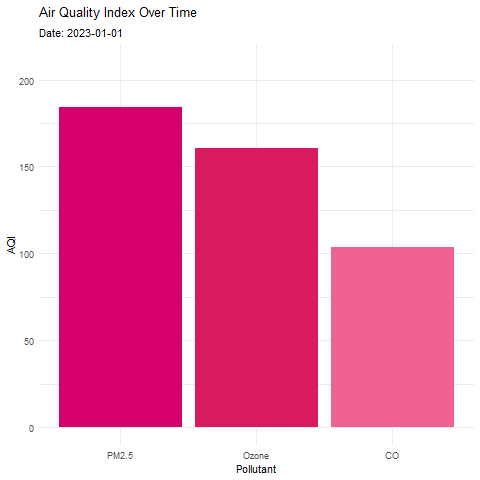 Air Quality Index Over Time
Date: 2023-01-01
200
150
100
50
0
AQI
PM2.5 Ozone CO
Pollutant